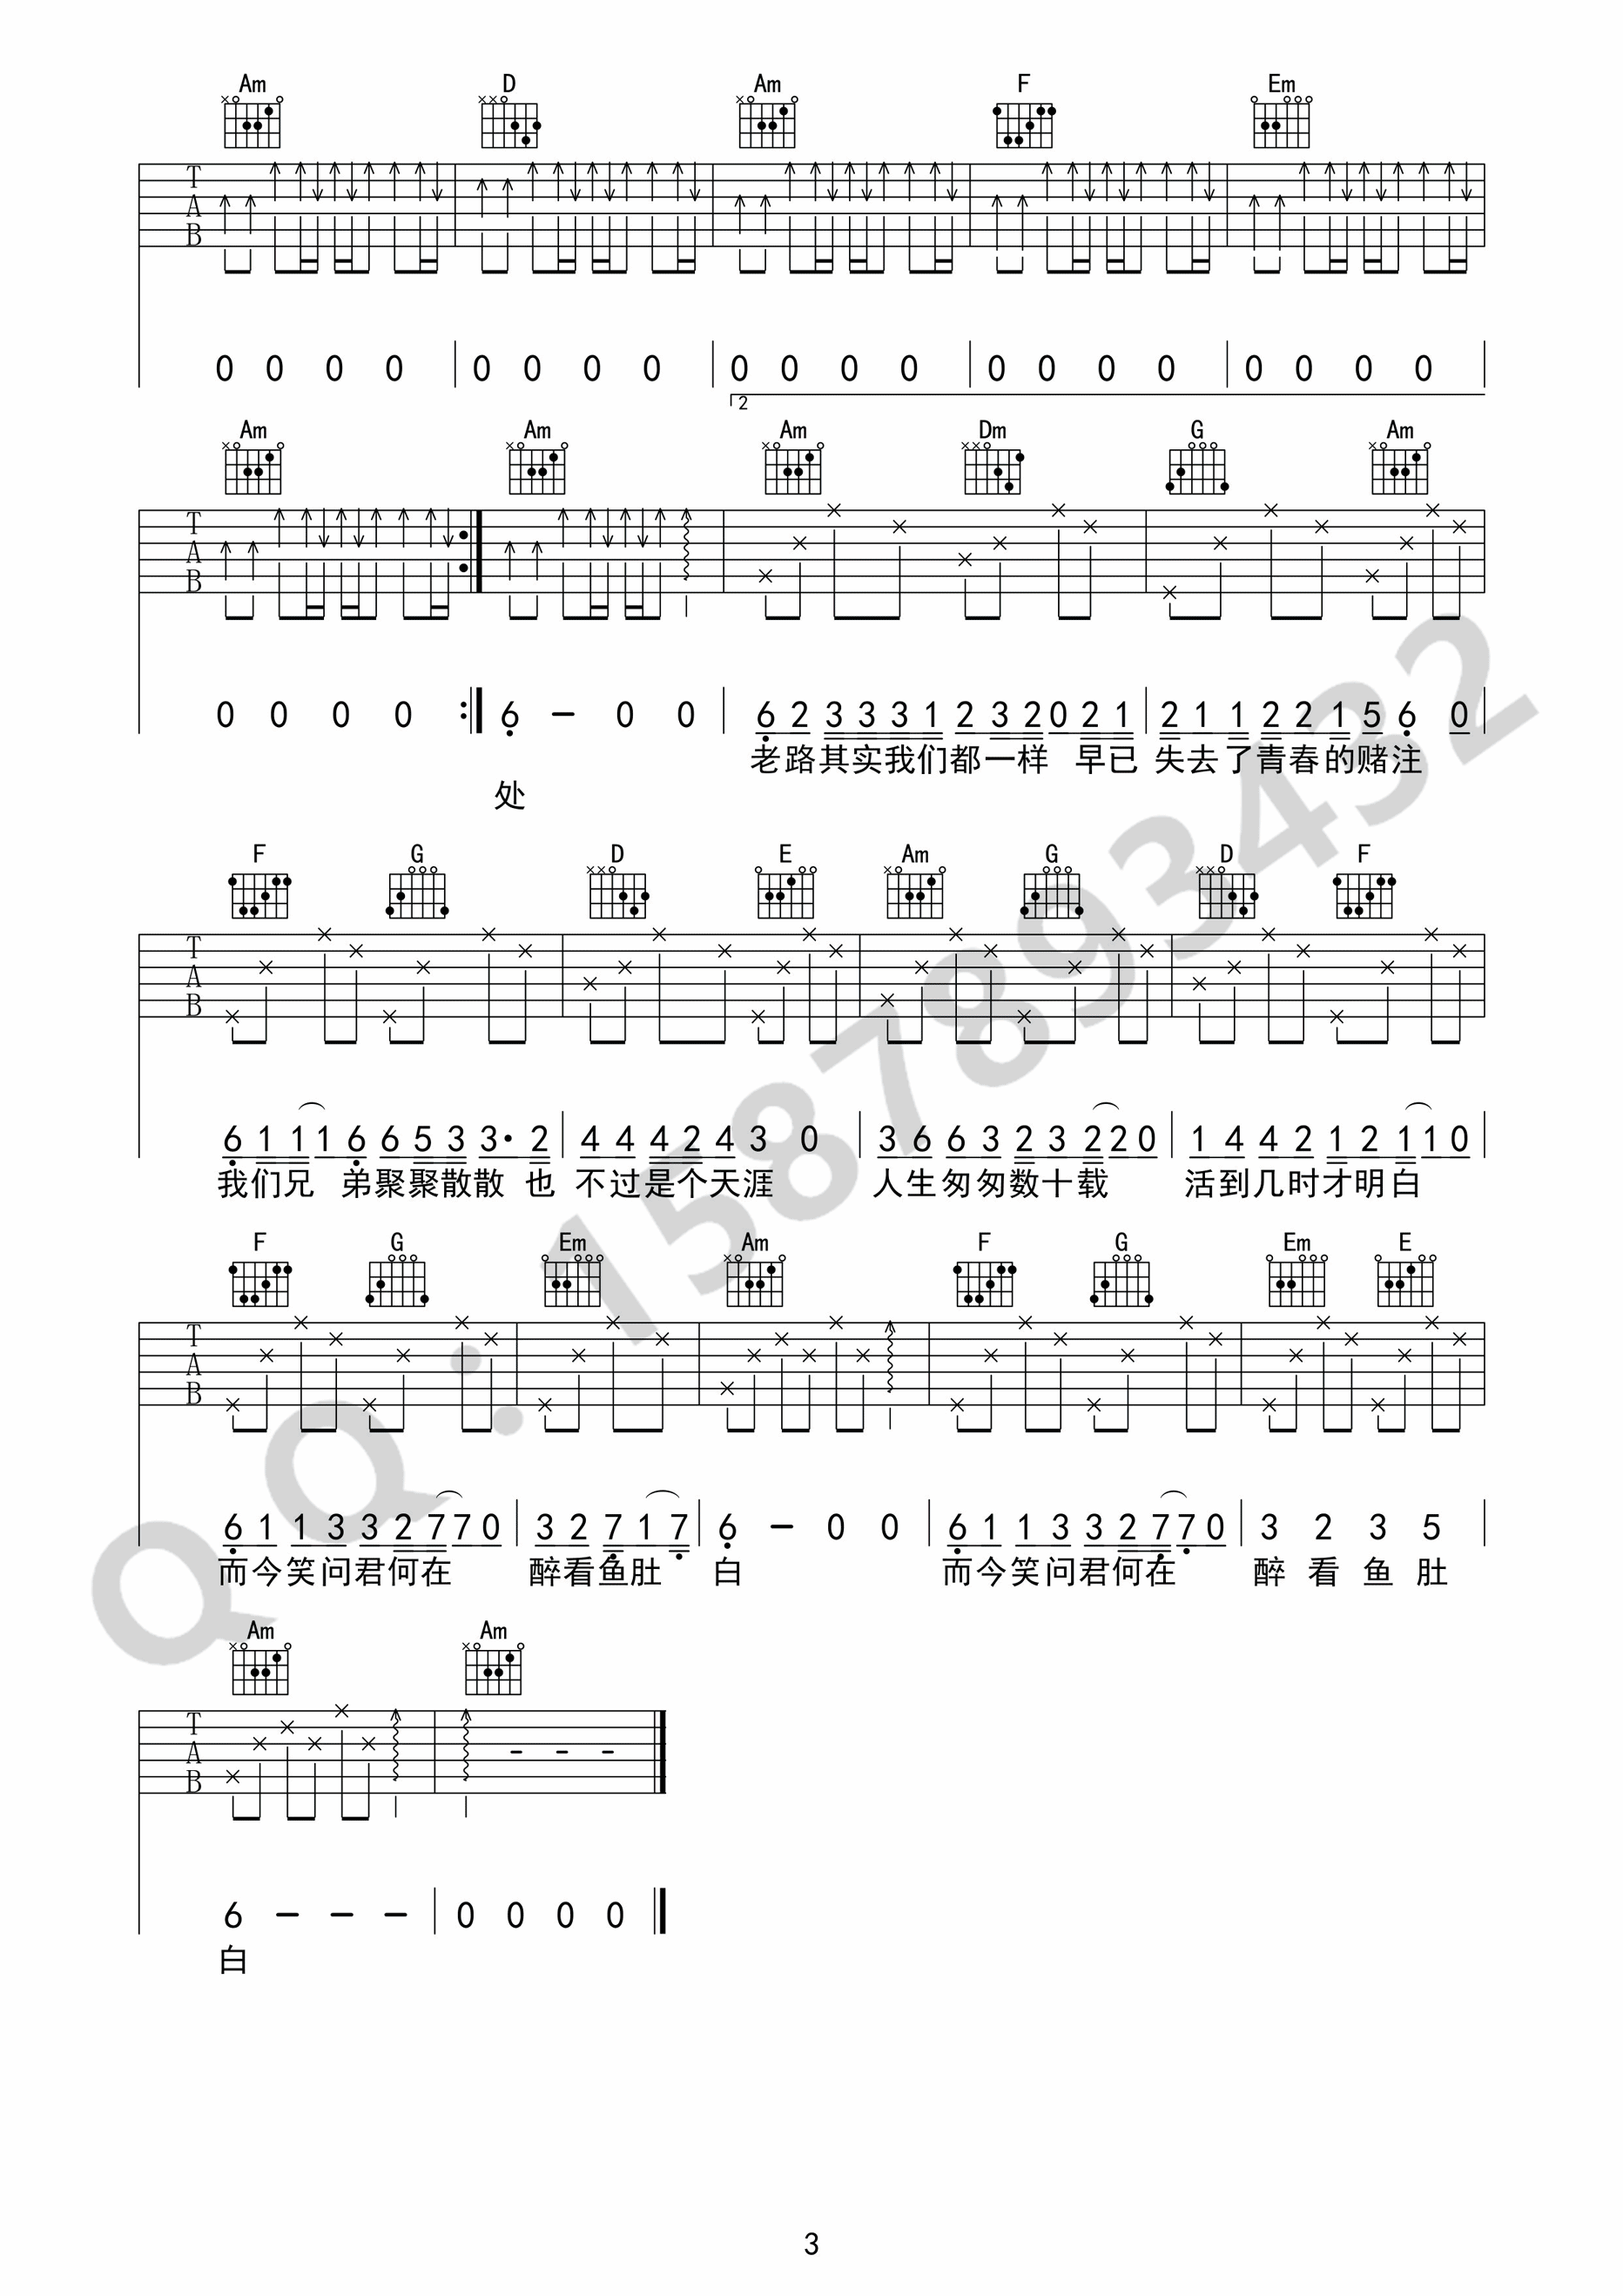 Am D Am F Em
T
A
B
0 0 0 0 0 0 0 0 0 0 0 0 0 0 0 0 0 0 0 0
2
Am Am Am Dm G Am
T
A
B
0 0 0 0 6 - 0 0 6 2 3 3 3 1 2 3 2 0 2 1 2 1 1 2 2 1 5 6 0
老路其实我们都一样 早已 失去了青春的赌注
处
F G D E Am G D F
T
A
B
6 1 1 1 6 6 5 3 3· 2 4 4 4 2 4 3 0 3 6 6 3 2 3 2 2 0 1 4 4 2 1 2 1 1 0
我们兄 弟聚聚散散 也 不过是个天涯 人生匆匆数十载 活到几时才明白
F G Em Am F G Em E
T
A
B
6 1 1 3 3 2 7 7 0 3 2 7 1 7 6 - 0 0 6 1 1 3 3 2 7 7 0 3 2 3 5
而今笑问君何在 醉看鱼肚 白 而今笑问君何在 醉 看 鱼 肚
Am Am
T
A
B
6 - - - 0 0 0 0
白
QQ:1587893432
3